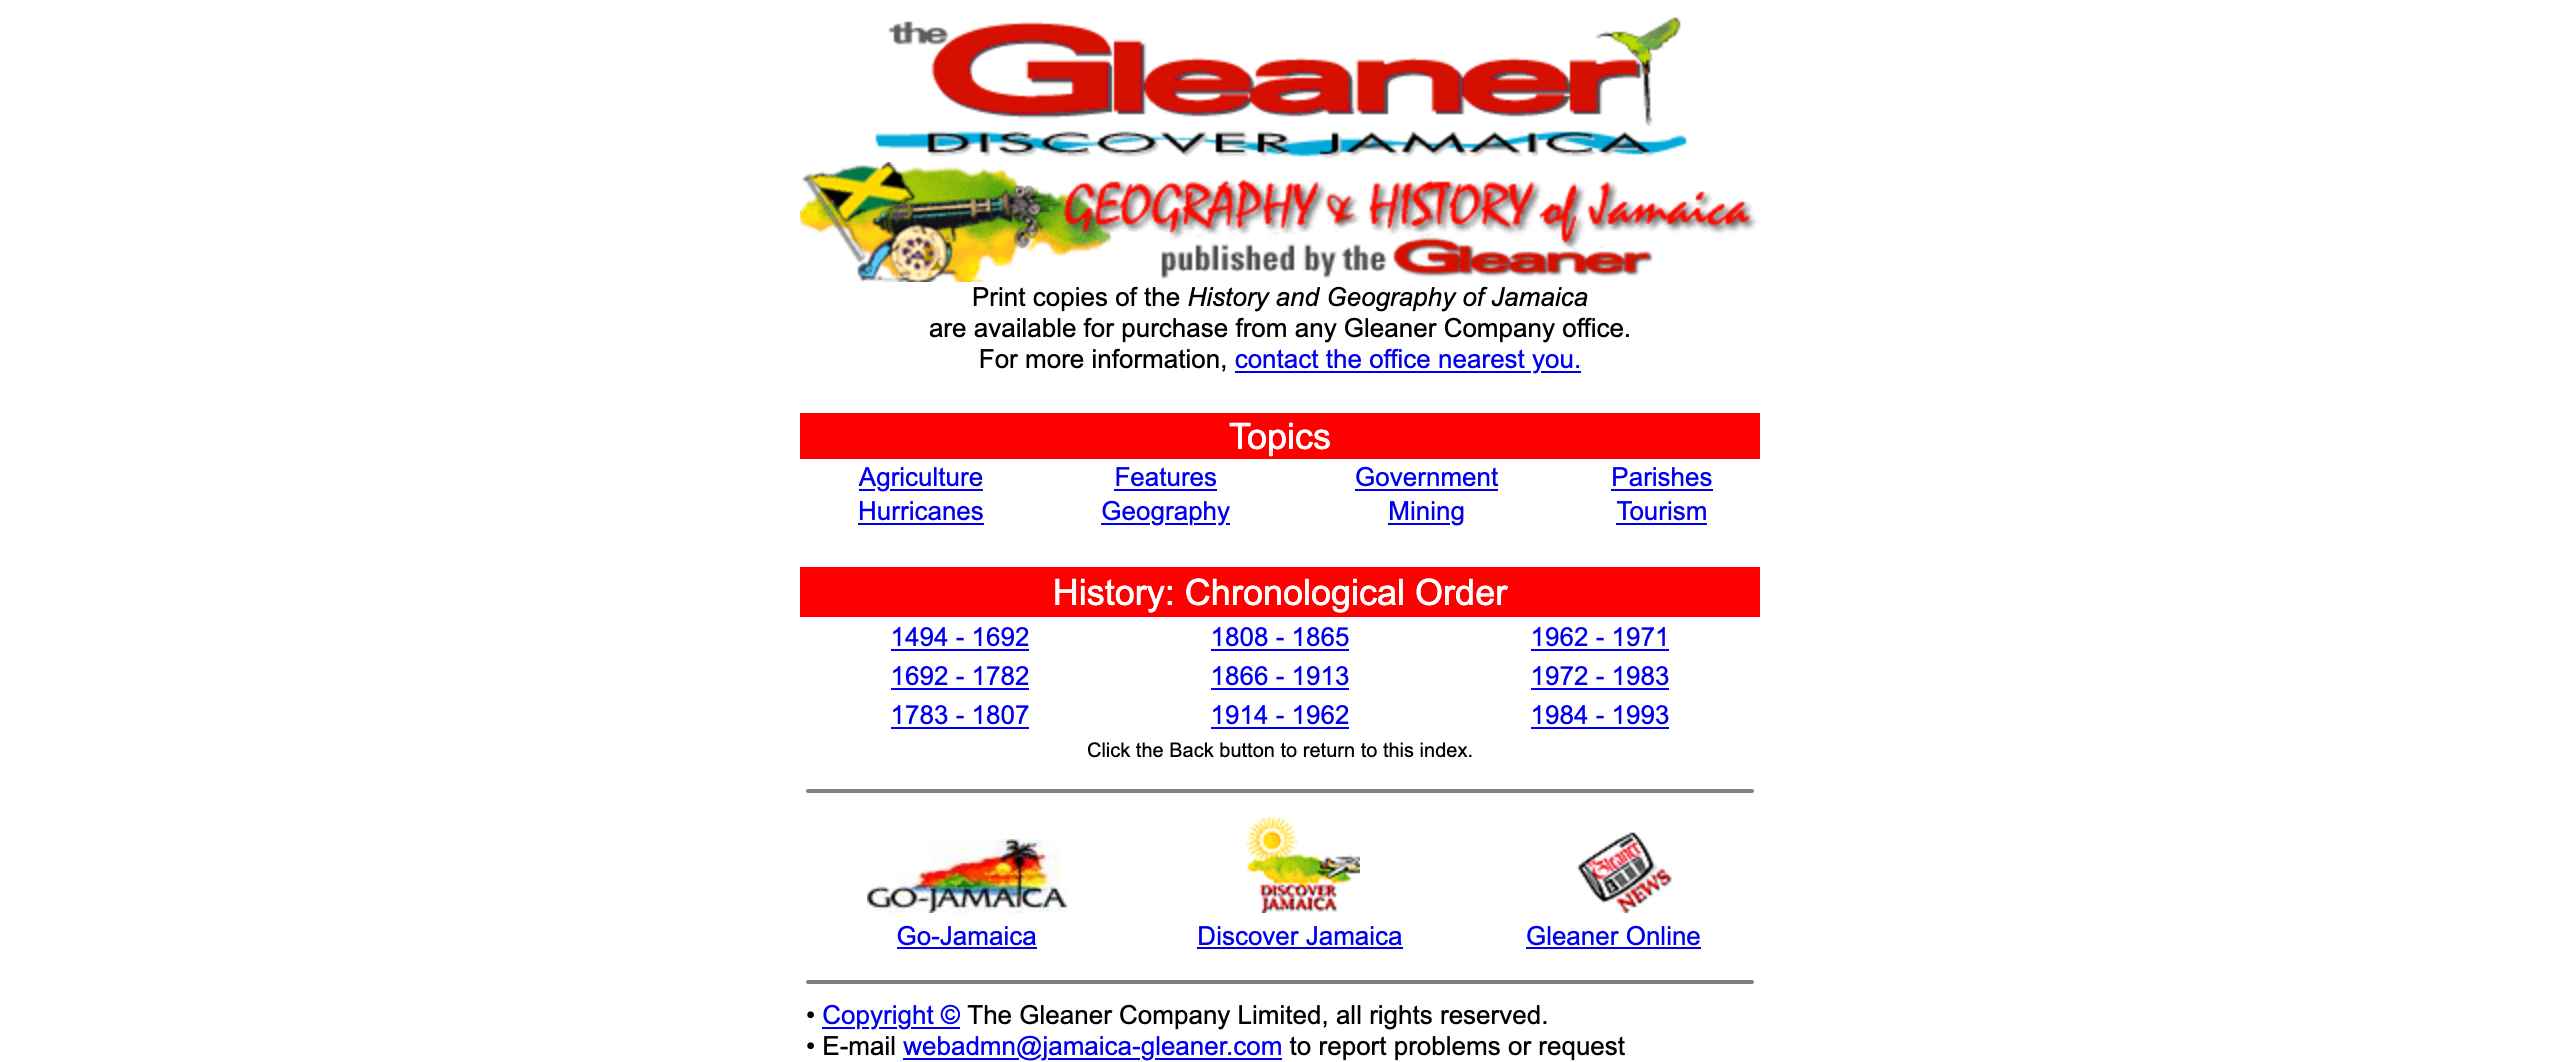 the Gleaner
DISCOVER JAMAICA
GEOGRAPHY & HISTORY of Jamaica
published by the Gleaner
Print copies of the History and Geography of Jamaica
are available for purchase from any Gleaner Company office.
For more information, contact the office nearest you.
Topics
Agriculture Features Government Parishes
Hurricanes Geography Mining Tourism
History: Chronological Order
1494 - 1692 1808 - 1865 1962 - 1971
1692 - 1782 1866 - 1913 1972 - 1983
1783 - 1807 1914 - 1962 1984 - 1993
Click the Back button to return to this index.
GO-JAMAICA
DISCOVER
JAMAICA
Gleaner
NEWS
Go-Jamaica Discover Jamaica Gleaner Online
• Copyright © The Gleaner Company Limited, all rights reserved.
• E-mail webadmn@jamaica-gleaner.com to report problems or request